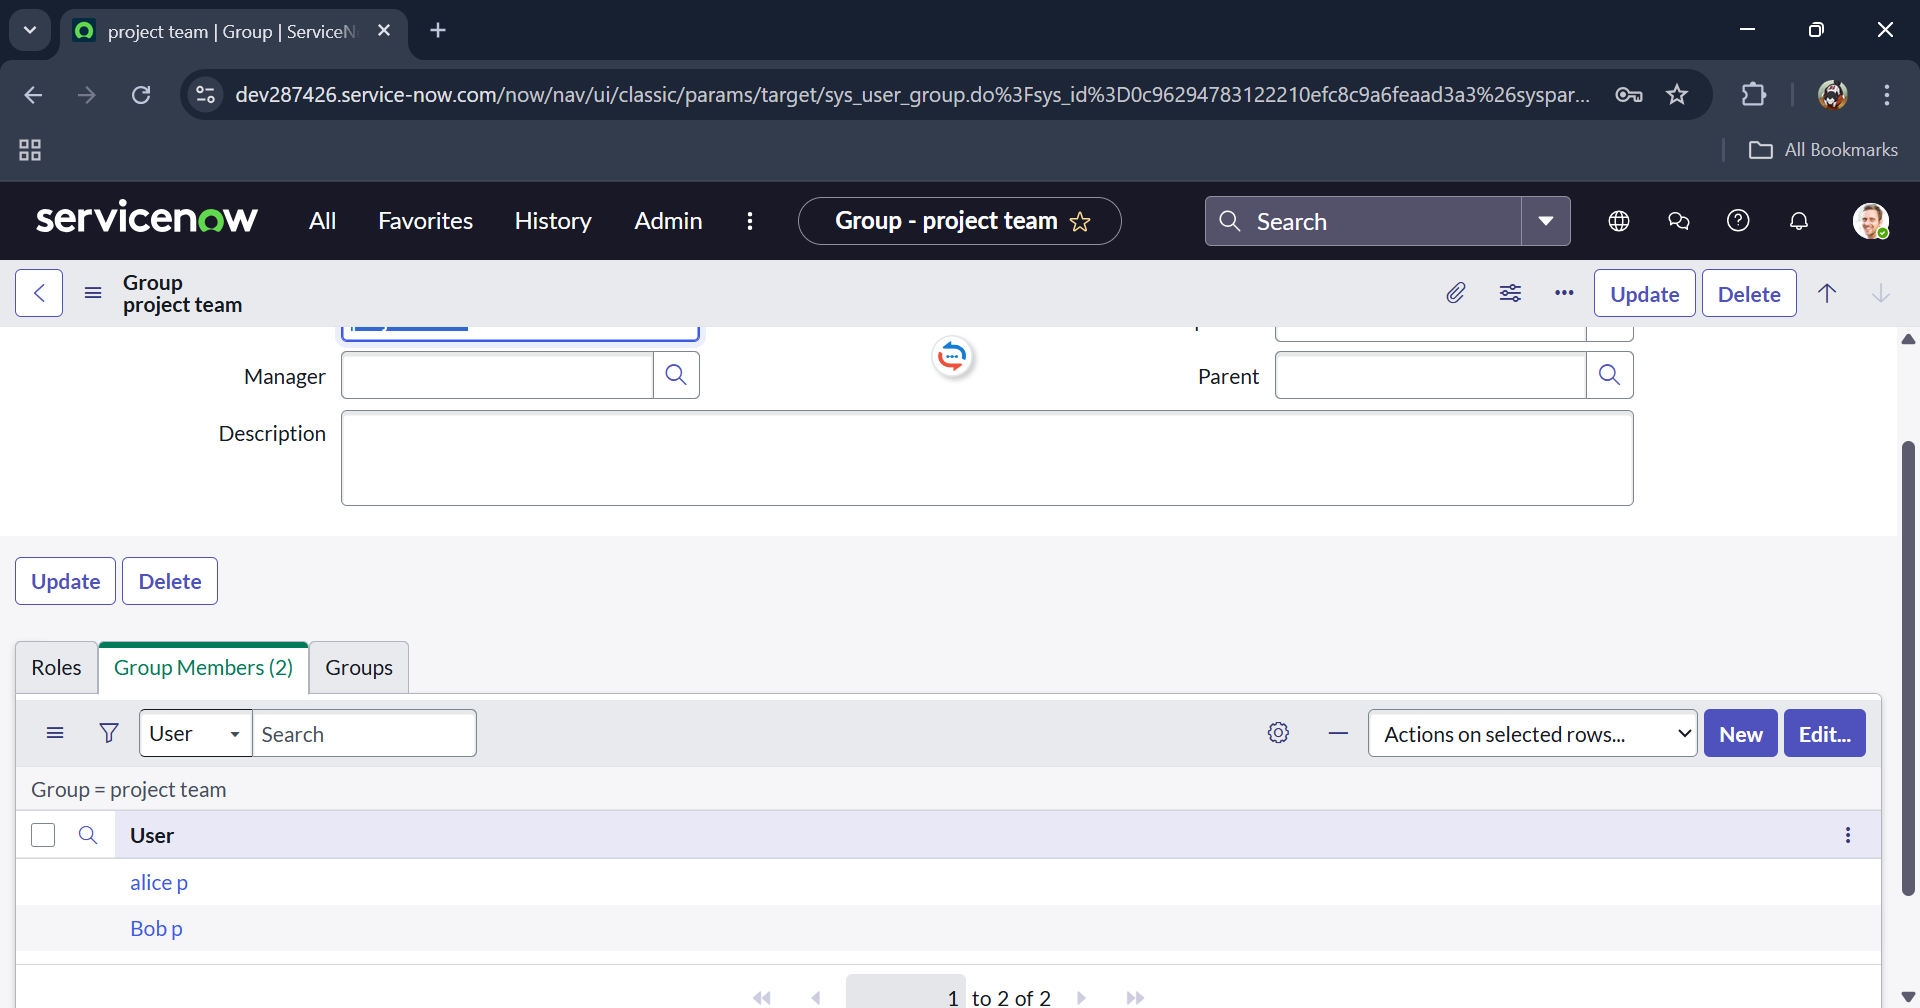 project team | Group | ServiceN
dev287426.service-now.com/now/nav/ui/classic/params/target/sys_user_group.do%3Fsys_id%3D0c96294783122210efc8c9a6feaad3a3%26syspar...
All Bookmarks
servicenow All Favorites History Admin Group - project team Search
Group
project team
Update Delete
Manager Parent
Description
Update Delete
Roles Group Members (2) Groups
User Search Actions on selected rows... New Edit...
Group = project team
User
alice p
Bob p
1 to 2 of 2